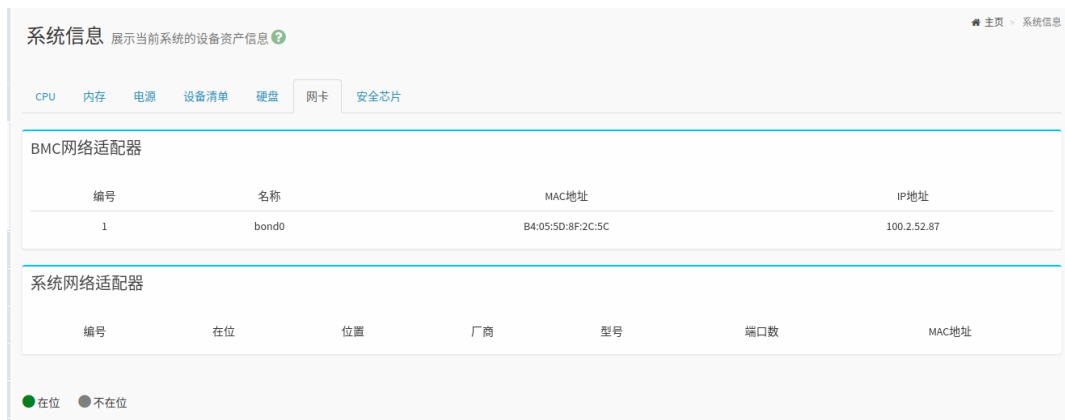 主页 > 系统信息
系统信息 展示当前系统的设备资产信息 ?
CPU 内存 电源 设备清单 硬盘 网卡 安全芯片
BMC网络适配器
编号 名称 MAC地址 IP地址
1 bond0 B4:05:5D:8F:2C:5C 100.2.52.87
系统网络适配器
编号 在位 位置 厂商 型号 端口数 MAC地址
在位 不在位